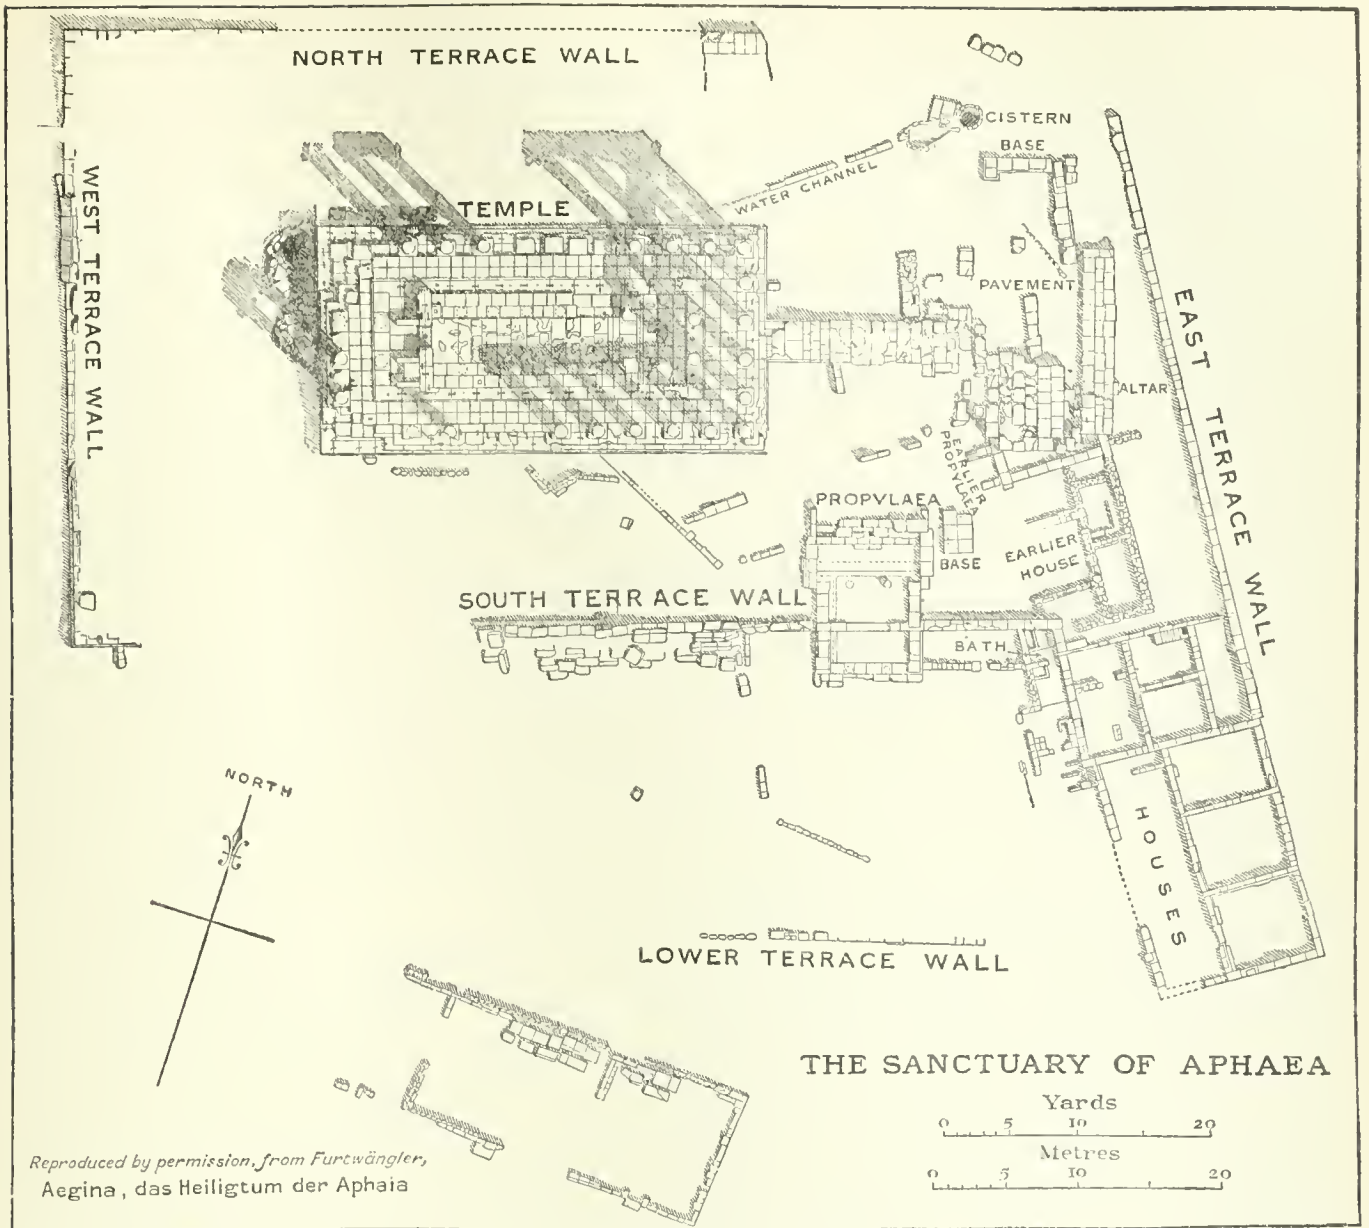 NORTH TERRACE WALL
CISTERN
BASE
WATER CHANNEL
WEST TERRACE WALL
TEMPLE
PAVEMENT
EAST TERRACE WALL
ALTAR
EARLIER
PROPYLAEA
PROPYLAEA
BASE
EARLIER
HOUSE
SOUTH TERRACE WALL
BATH
NORTH
HOUSES
LOWER TERRACE WALL
THE SANCTUARY OF APHAEA
Yards
0 5 10 20
Metres
0 5 10 20
Reproduced by permission, from Furtwängler,
Aegina, das Heiligtum der Aphaia